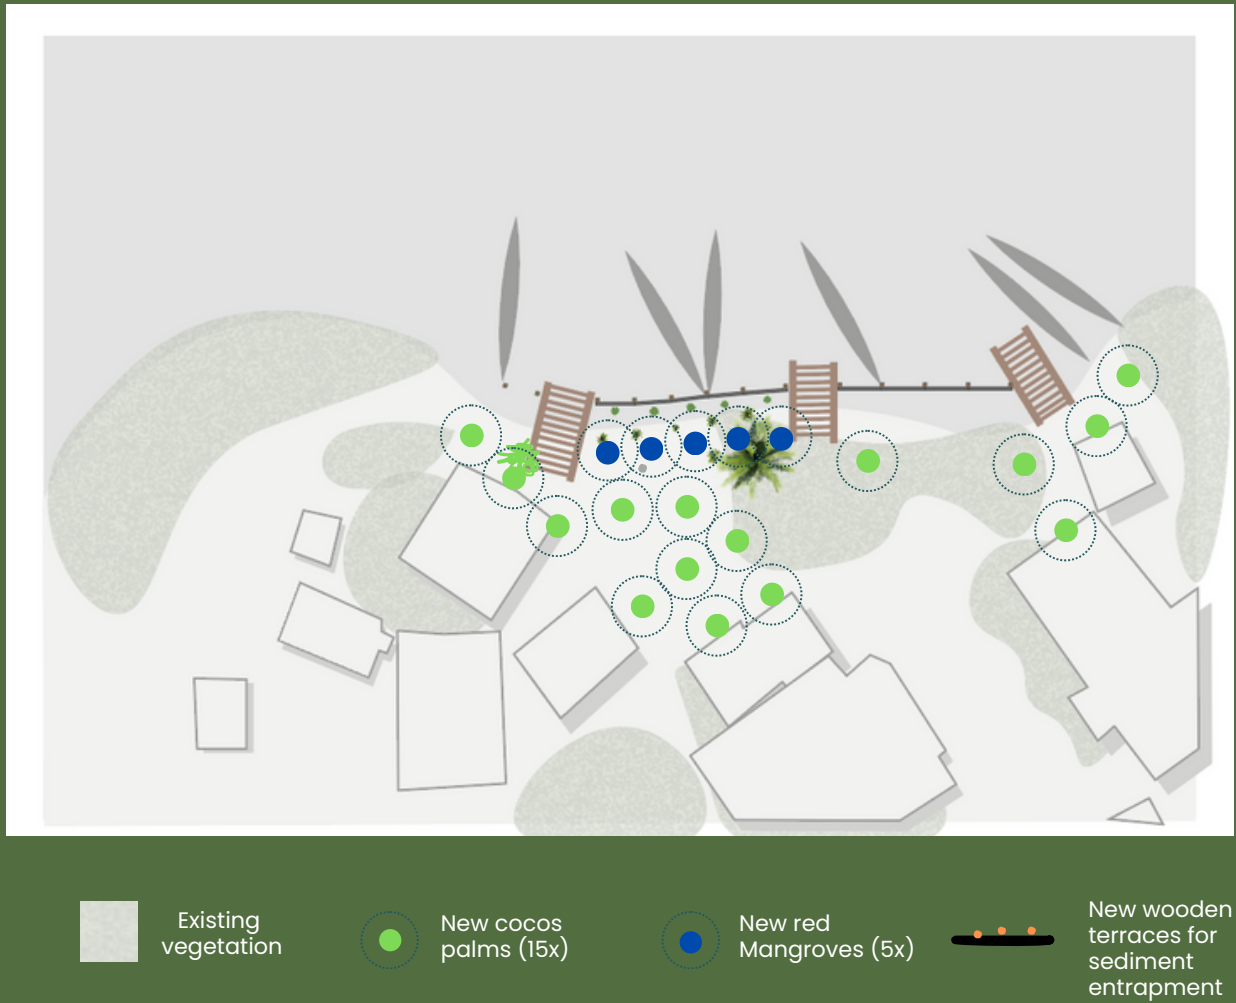 Existing
vegetation
New cocos
palms (15x)
New red
Mangroves (5x)
New wooden
terraces for
sediment
entrapment